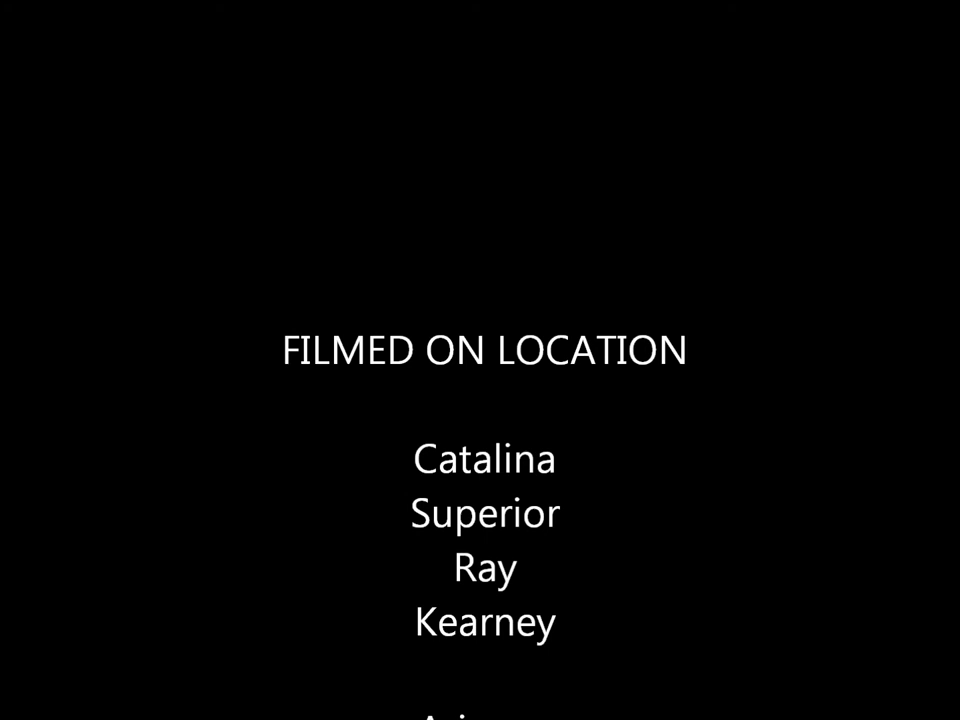 FILMED ON LOCATION
Catalina
Superior
Ray
Kearney